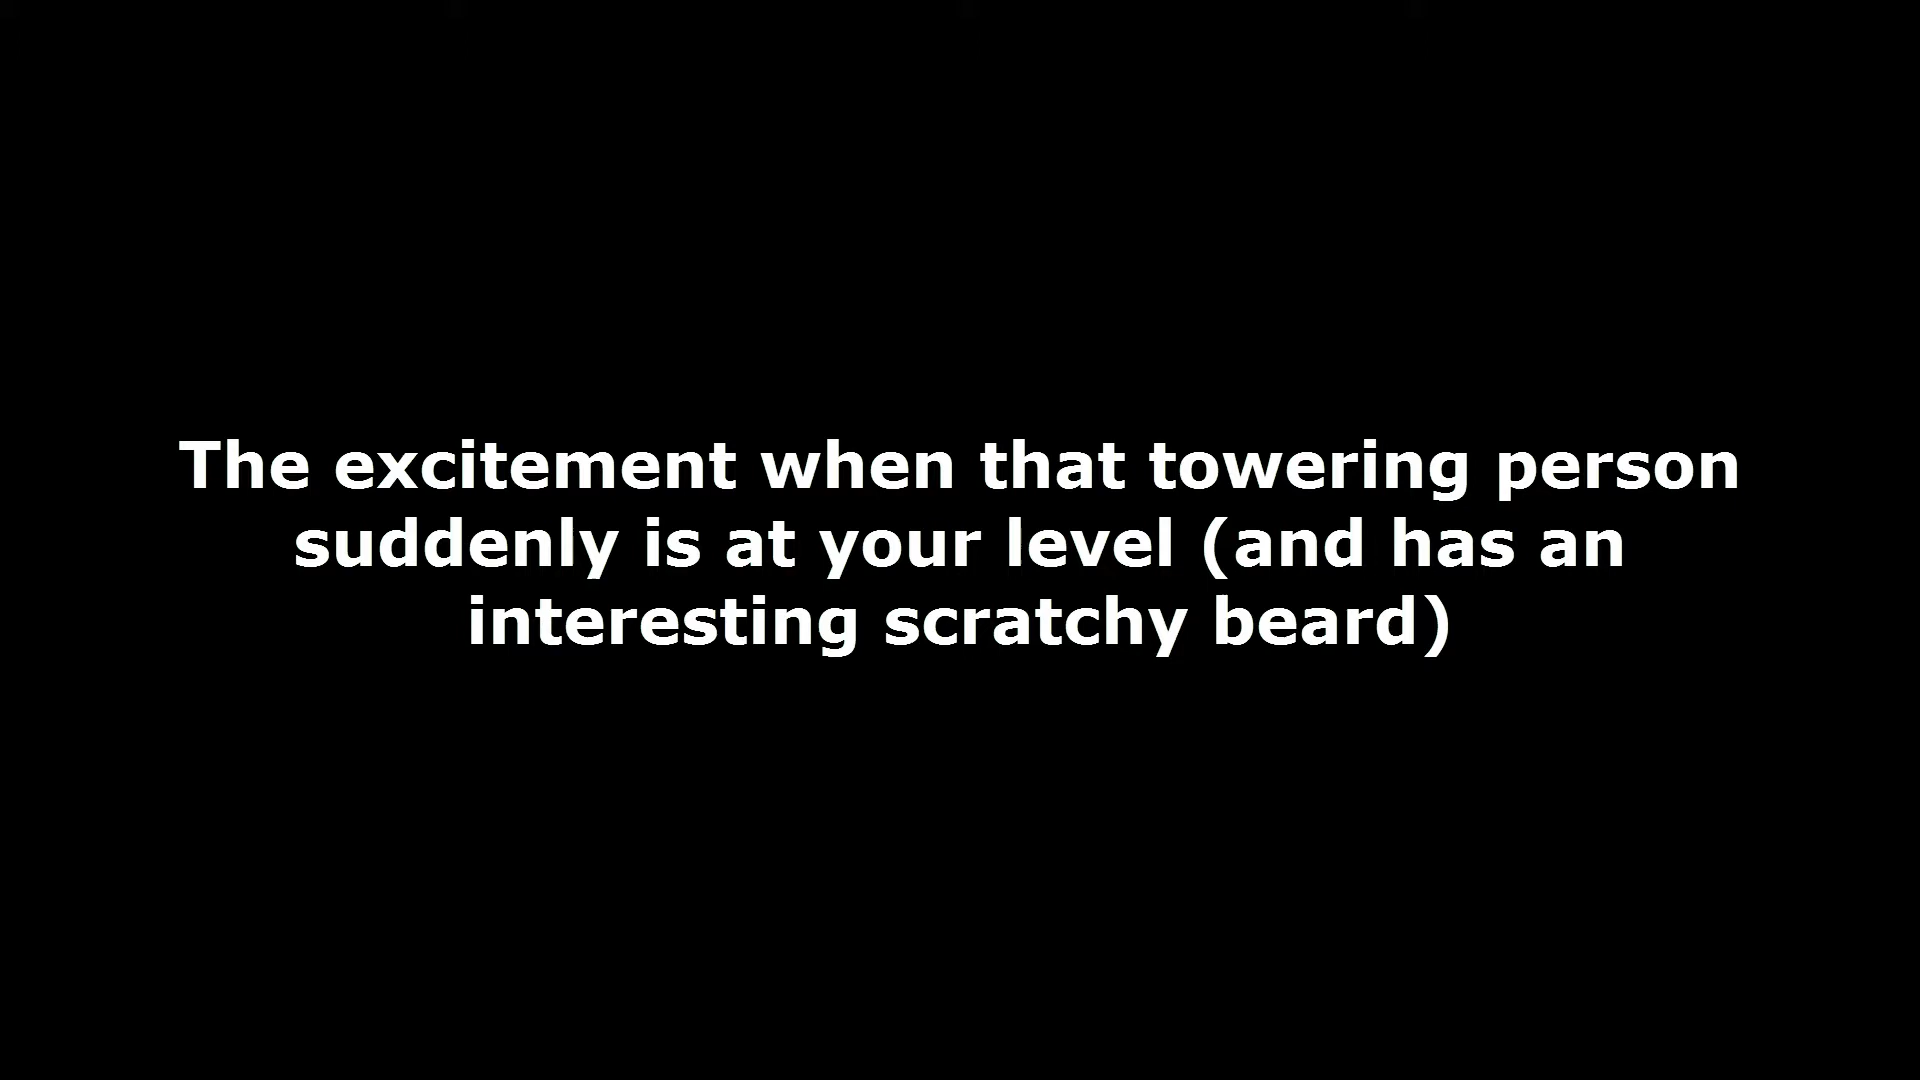 The excitement when that towering person
suddenly is at your level (and has an
interesting scratchy beard)